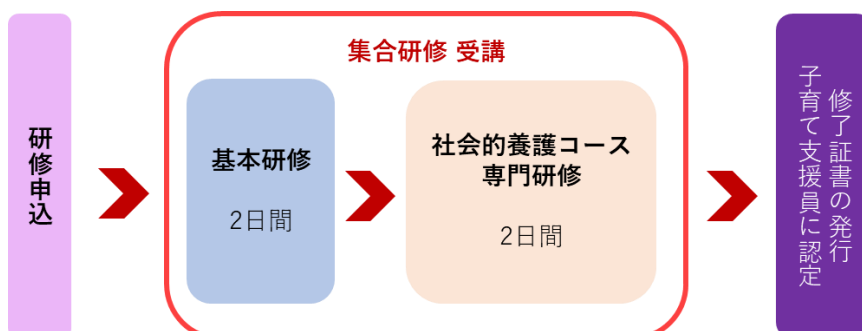 研修申込
集合研修 受講
基本研修
2日間
社会的養護コース
専門研修
2日間
修了証書の発行
子育て支援員に認定